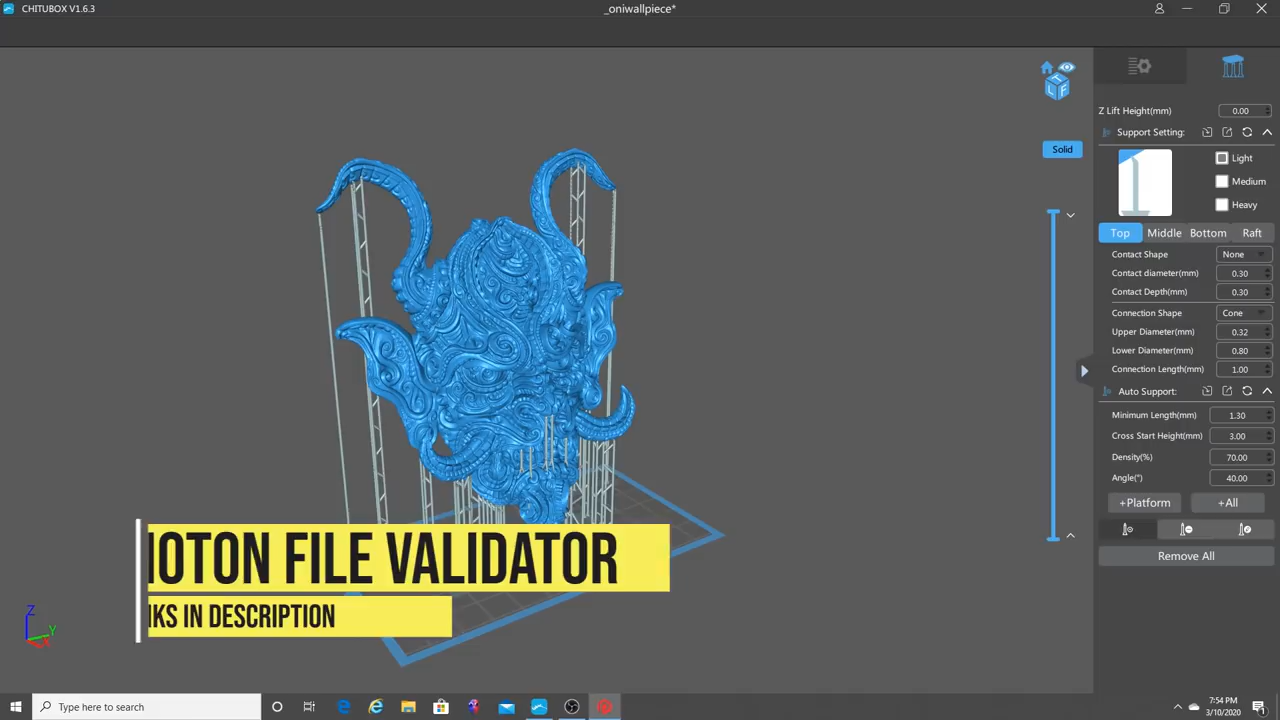 CHITUBOX V1.6.3
_oniwallpiece*
Z Lift Height(mm) 0.00
Support Setting:
Light
Medium
Heavy
Top Middle Bottom Raft
Contact Shape None
Contact diameter(mm) 0.30
Contact Depth(mm) 0.30
Connection Shape Cone
Upper Diameter(mm) 0.32
Lower Diameter(mm) 0.80
Connection Length(mm) 1.00
Auto Support:
Minimum Length(mm) 1.30
Cross Start Height(mm) 3.00
Density(%) 70.00
Angle(°) 40.00
+Platform +All
Remove All
Solid
T
L F
OTON FILE VALIDATOR
KS IN DESCRIPTION
Z
Y
X
Type here to search
7:54 PM
3/10/2020
1